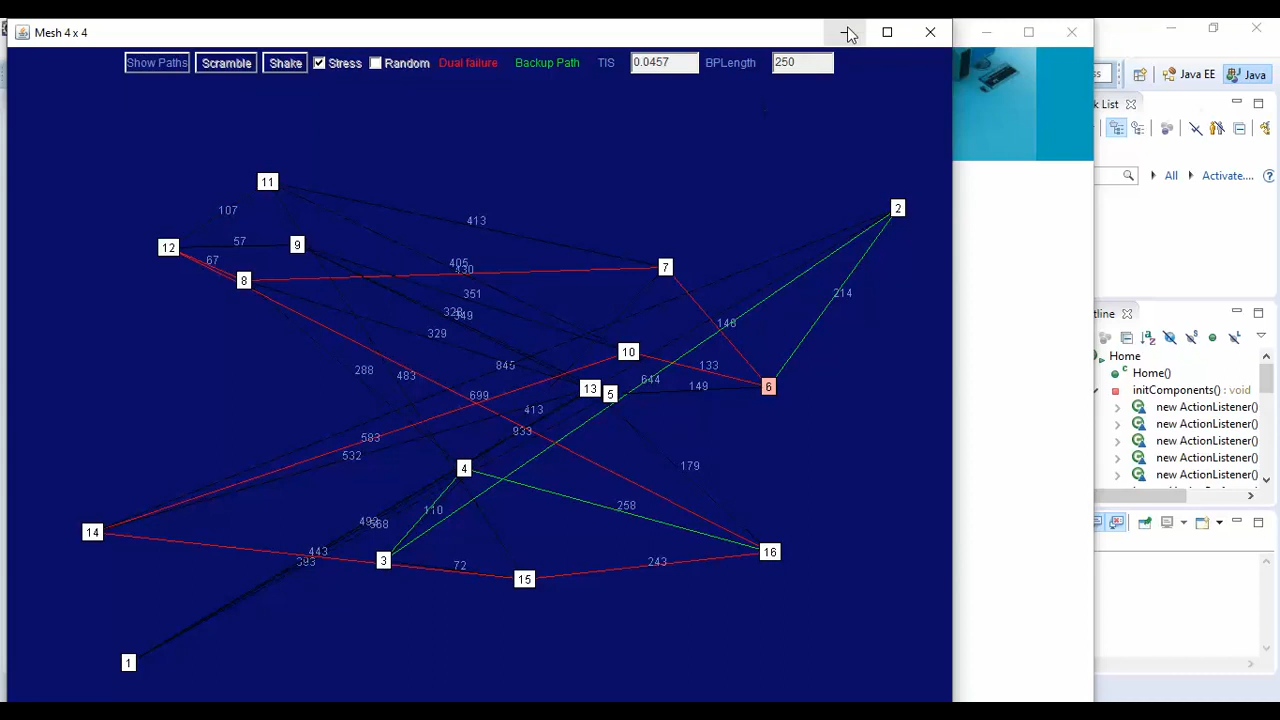 Mesh 4 x 4
Show Paths Scramble Shake Stress Random Dual failure Backup Path TIS 0.0457 BPLength 250
ss Java EE Java
k List
All Activate....
11
2
107
413
12 57 9
67
8
405
430
7
351
214
329
148
10
845
133
288
483
644
13 5
149
6
699
413
583
933
532
4
179
110
258
14
443
393
3
72
15
243
16
1
tline
Home
Home()
initComponents() : void
new ActionListener()
new ActionListener()
new ActionListener()
new ActionListener()
new ActionListener()